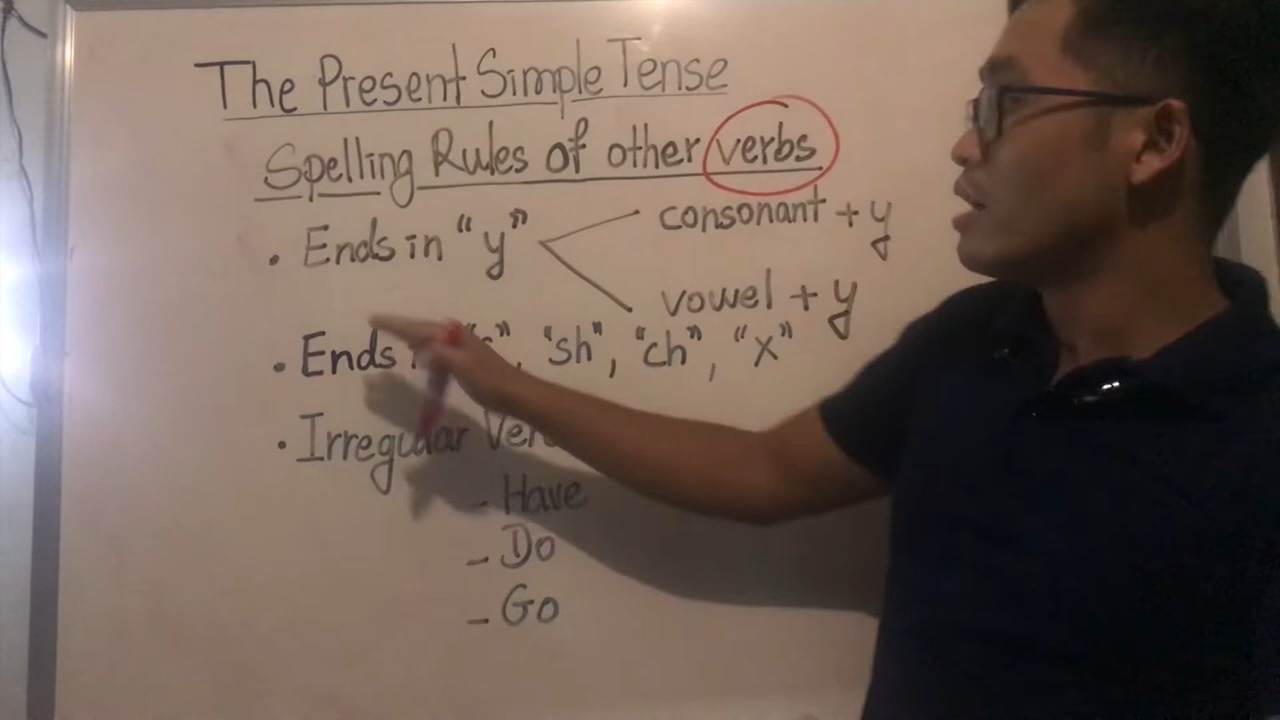 The Present Simple Tense
Spelling Rules of other verbs
. Ends in "y"
consonant + y
vowel + y
. Ends "sh", "ch", "x"
. Irregular
- Have
- Do
- Go